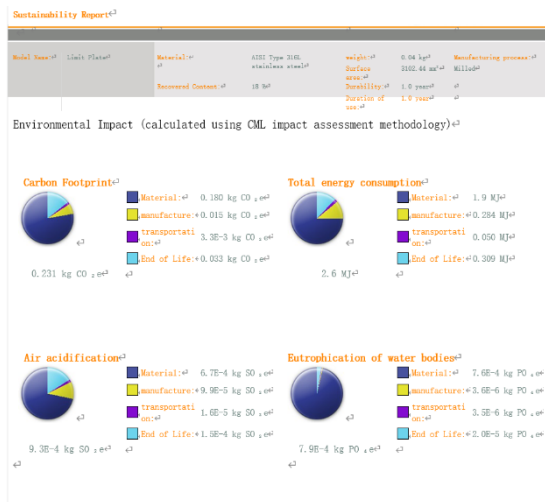 Sustainability Report
Model Name: Limit Plates Material: AISI Type 316L stainless steel weight: 0.04 kg Manufacturing process:
Surface area: 3102.44 mm² Milled
Recovered Content: 18 % Durability: 1.0 year
Duration of use: 1.0 year
Environmental Impact (calculated using CML impact assessment methodology)
Carbon Footprint
Material: 0.180 kg CO₂e
manufacture: 0.015 kg CO₂e
transportation: 3.3E-3 kg CO₂e
End of Life: 0.033 kg CO₂e
0.231 kg CO₂e
Total energy consumption
Material: 1.9 MJ
manufacture: 0.284 MJ
transportation: 0.050 MJ
End of Life: 0.309 MJ
2.6 MJ
Air acidification
Material: 6.7E-4 kg SO₂e
manufacture: 9.9E-5 kg SO₂e
transportation: 1.6E-5 kg SO₂e
End of Life: 1.5E-4 kg SO₂e
9.3E-4 kg SO₂e
Eutrophication of water bodies
Material: 7.6E-4 kg PO₄e
manufacture: 3.6E-6 kg PO₄e
transportation: 3.5E-6 kg PO₄e
End of Life: 2.0E-5 kg PO₄e
7.9E-4 kg PO₄e